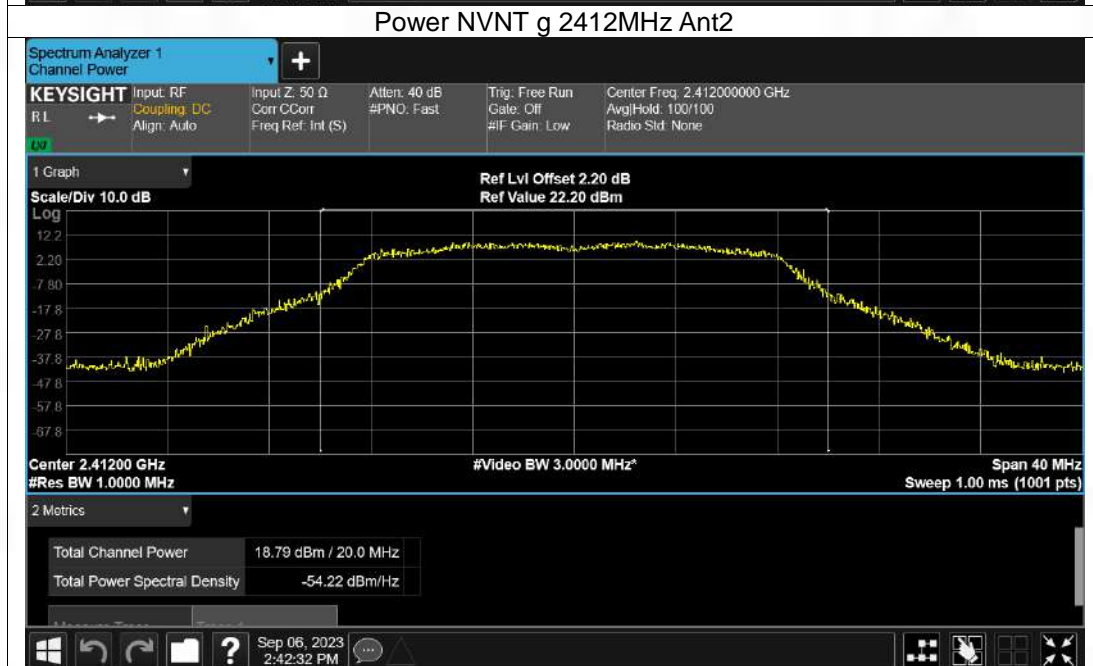 Power NVNT g 2412MHz Ant2
Spectrum Analyzer 1
Channel Power
KEYSIGHT
RL
LXI
Input: RF
Coupling: DC
Align: Auto
Input Z: 50 Ω
Corr CCorr
Freq Ref: Int (S)
Atten: 40 dB
#PNO: Fast
Trig: Free Run
Gate: Off
#IF Gain: Low
Center Freq: 2.412000000 GHz
Avg|Hold: 100/100
Radio Std: None
1 Graph
Scale/Div 10.0 dB
Ref Lvl Offset 2.20 dB
Ref Value 22.20 dBm
Log
12.2
2.20
-7.80
-17.8
-27.8
-37.8
-47.8
-57.8
-67.8
Center 2.41200 GHz
#Video BW 3.0000 MHz*
Span 40 MHz
#Res BW 1.0000 MHz
Sweep 1.00 ms (1001 pts)
2 Metrics
Total Channel Power 18.79 dBm / 20.0 MHz
Total Power Spectral Density -54.22 dBm/Hz
?
Sep 06, 2023
2:42:32 PM